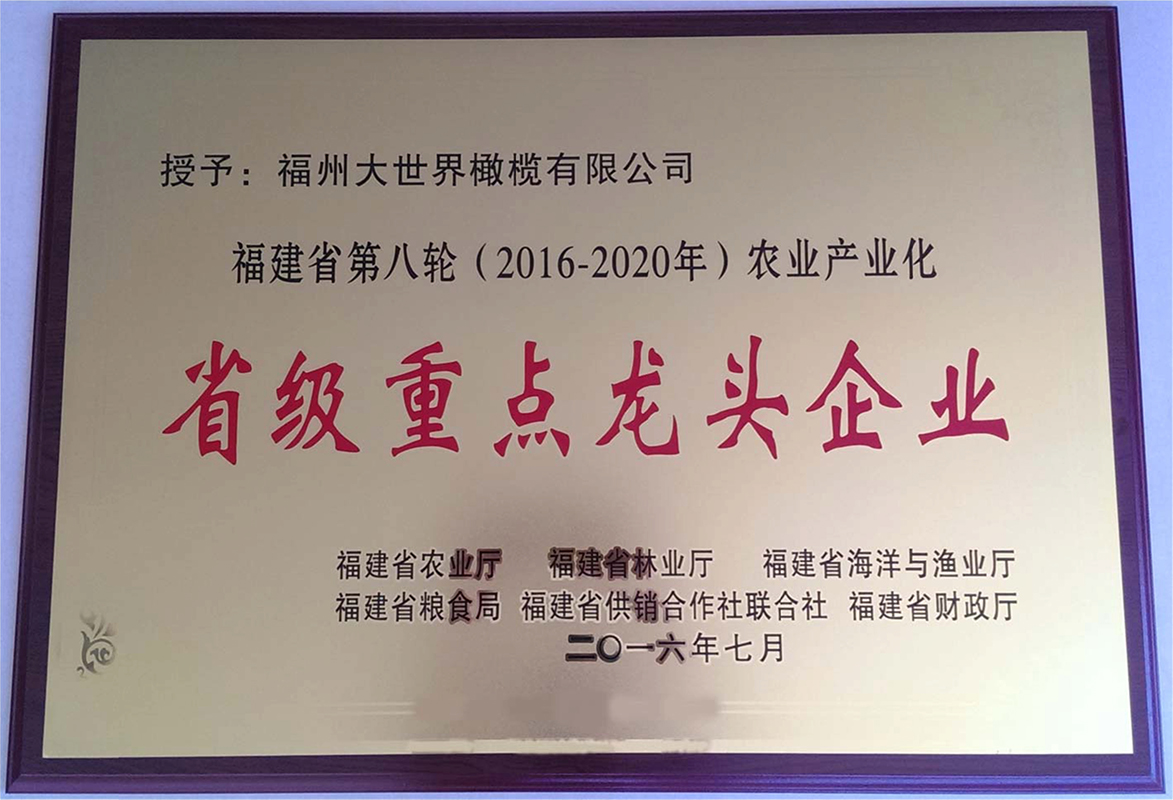 授予：福州大世界橄榄有限公司
福建省第八轮（2016-2020年）农业产业化
省级重点龙头企业
福建省农业厅 福建省林业厅 福建省海洋与渔业厅
福建省粮食局 福建省供销合作社联合社 福建省财政厅
二〇一六年七月